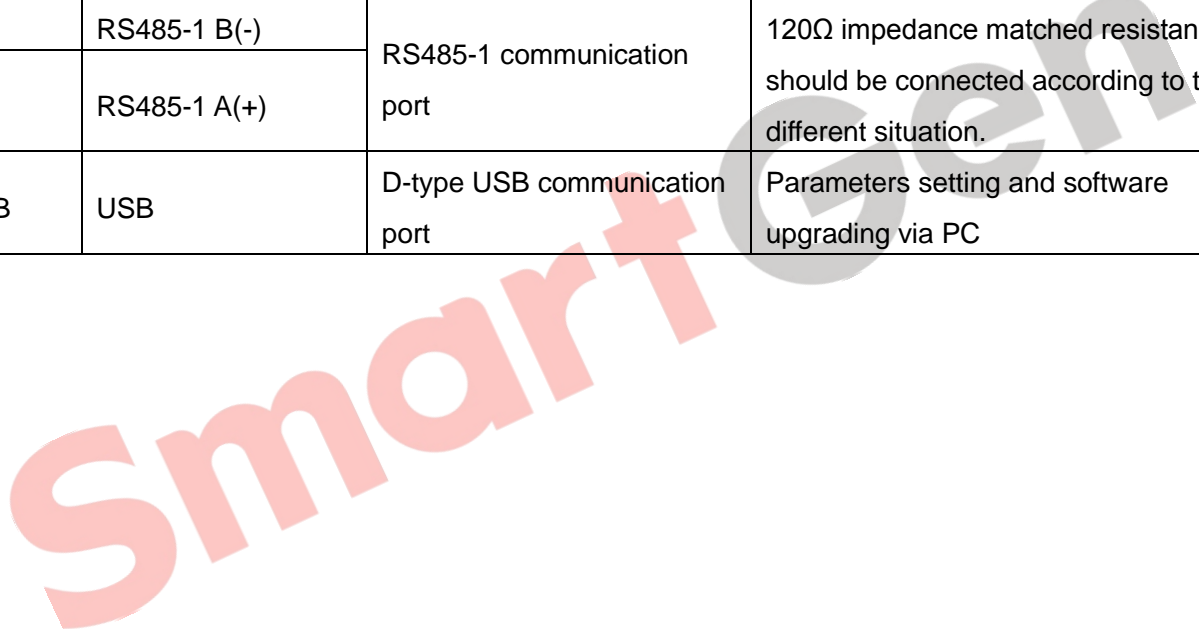 RS485-1 B(-)
RS485-1 A(+)
RS485-1 communication
port
120Ω impedance matched
should be connected according to
different situation.
B
USB
D-type USB communication
port
Parameters setting and software
upgrading via PC
SmartGen